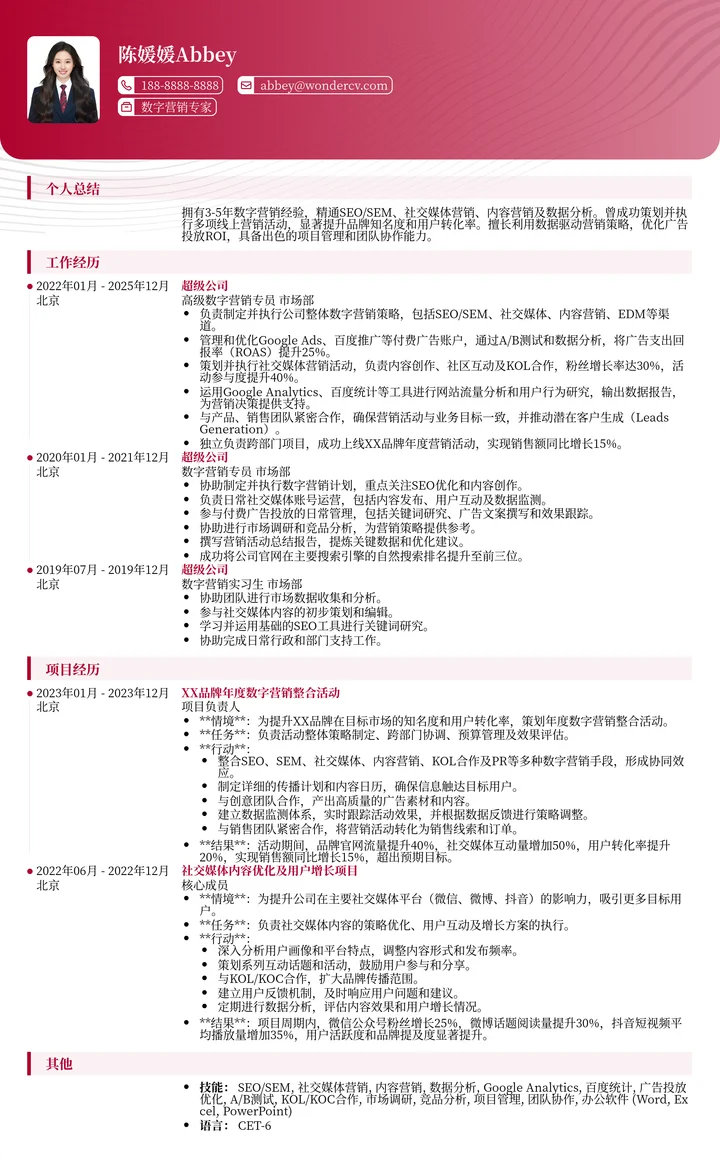 陈媛媛Abbey
188-8888-8888
abbey@wondercv.com
数字营销专家
个人总结
拥有3-5年数字营销经验，精通SEO/SEM、社交媒体营销、内容营销及数据分析。曾成功策划并执
行多项线上营销活动，显著提升品牌知名度和用户转化率。擅长利用数据驱动营销策略，优化广告
投放ROI，具备出色的项目管理和团队协作能力。
工作经历
2022年01月 - 2025年12月
北京
超级公司
高级数字营销专员 市场部
• 负责制定并执行公司整体数字营销策略，包括SEO/SEM、社交媒体、内容营销、EDM等渠
道。
• 管理和优化Google Ads、百度推广等付费广告账户，通过A/B测试和数据分析，将广告支出回
报率（ROAS）提升25%。
• 策划并执行社交媒体营销活动，负责内容创作、社区互动及KOL合作，粉丝增长率达30%，活
动参与度提升40%。
• 运用Google Analytics、百度统计等工具进行网站流量分析和用户行为研究，输出数据报告，
为营销决策提供支持。
• 与产品、销售团队紧密合作，确保营销活动与业务目标一致，并推动潜在客户生成（Leads
Generation）。
• 独立负责跨部门项目，成功上线XX品牌年度营销活动，实现销售额同比增长15%。
2020年01月 - 2021年12月
北京
超级公司
数字营销专员 市场部
• 协助制定并执行数字营销计划，重点关注SEO优化和内容创作。
• 负责日常社交媒体账号运营，包括内容发布、用户互动及数据监测。
• 参与付费广告投放的日常管理，包括关键词研究、广告文案撰写和效果跟踪。
• 协助进行市场调研和竞品分析，为营销策略提供参考。
• 撰写营销活动总结报告，提炼关键数据和优化建议。
• 成功将公司官网在主要搜索引擎的自然搜索排名提升至前三位。
2019年07月 - 2019年12月
北京
超级公司
数字营销实习生 市场部
• 协助团队进行市场数据收集和分析。
• 参与社交媒体内容的初步策划和编辑。
• 学习并运用基础的SEO工具进行关键词研究。
• 协助完成日常行政和部门支持工作。
项目经历
2023年01月 - 2023年12月
北京
XX品牌年度数字营销整合活动
项目负责人
• **情境**：为提升XX品牌在目标市场的知名度和用户转化率，策划年度数字营销整合活动。
• **任务**：负责活动整体策略制定、跨部门协调、预算管理及效果评估。
• **行动**：
• 整合SEO、SEM、社交媒体、内容营销、KOL合作及PR等多种数字营销手段，形成协同效
应。
• 制定详细的传播计划和内容日历，确保信息触达目标用户。
• 与创意团队合作，产出高质量的广告素材和内容。
• 建立数据监测体系，实时跟踪活动效果，并根据数据反馈进行策略调整。
• 与销售团队紧密合作，将营销活动转化为销售线索和订单。
• **结果**：活动期间，品牌官网流量提升40%，社交媒体互动量增加50%，用户转化率提升
20%，实现销售额同比增长15%，超出预期目标。
2022年06月 - 2022年12月
北京
社交媒体内容优化及用户增长项目
核心成员
• **情境**：为提升公司在主要社交媒体平台（微信、微博、抖音）的影响力，吸引更多目标用
户。
• **任务**：负责社交媒体内容的策略优化、用户互动及增长方案的执行。
• **行动**：
• 深入分析用户画像和平台特点，调整内容形式和发布频率。
• 策划系列互动话题和活动，鼓励用户参与和分享。
• 与KOL/KOC合作，扩大品牌传播范围。
• 建立用户反馈机制，及时响应用户问题和建议。
• 定期进行数据分析，评估内容效果和用户增长情况。
• **结果**：项目周期内，微信公众号粉丝增长25%，微博话题阅读量提升30%，抖音短视频平
均播放量增加35%，用户活跃度和品牌提及度显著提升。
其他
• 技能： SEO/SEM, 社交媒体营销, 内容营销, 数据分析, Google Analytics, 百度统计, 广告投放
优化, A/B测试, KOL/KOC合作, 市场调研, 竞品分析, 项目管理, 团队协作, 办公软件 (Word, Ex
cel, PowerPoint)
• 语言： CET-6